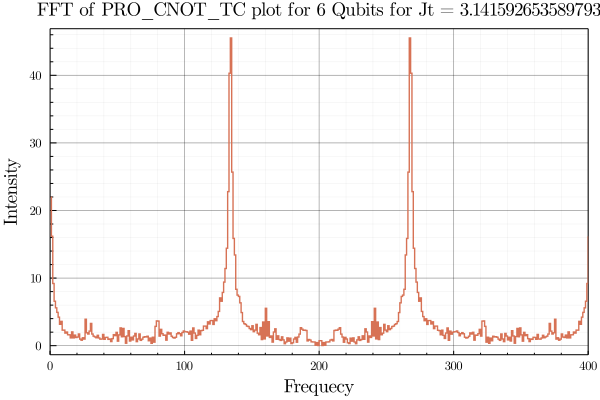 FFT of PRO_CNOT_TC plot for 6 Qubits for Jt = 3.141592653589793
Intensity
40
30
20
10
0
0 100 200 300 400
Frequecy